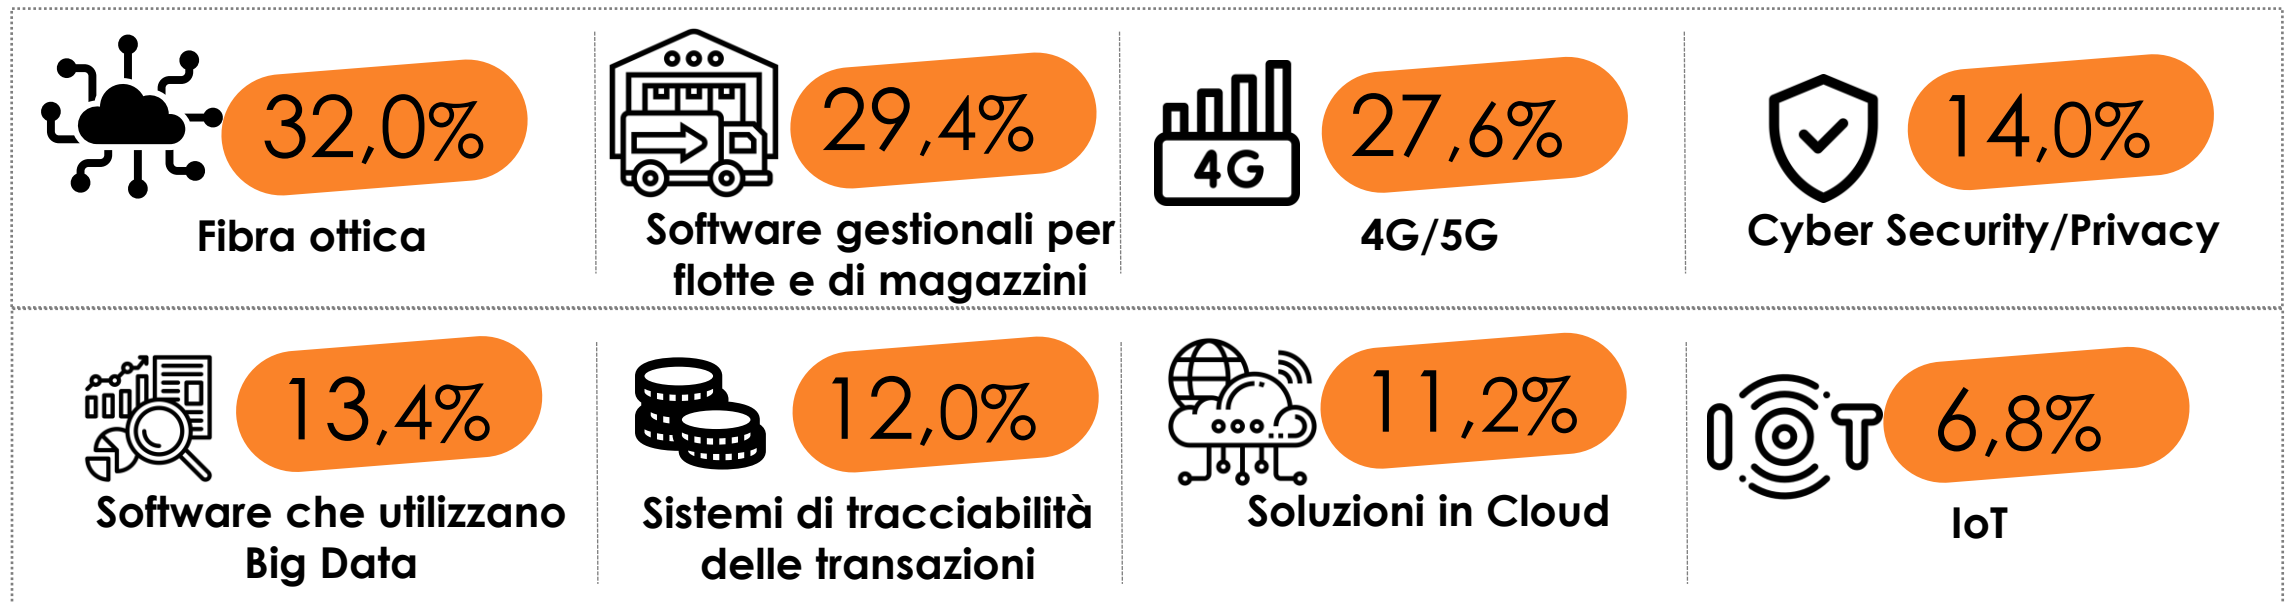 32,0%
Fibra ottica
29,4%
Software gestionali per
flotte e di magazzini
4G
27,6%
4G/5G
14,0%
Cyber Security/Privacy
13,4%
Software che utilizzano
Big Data
12,0%
Sistemi di tracciabilità
delle transazioni
11,2%
Soluzioni in Cloud
IOT
6,8%
IoT